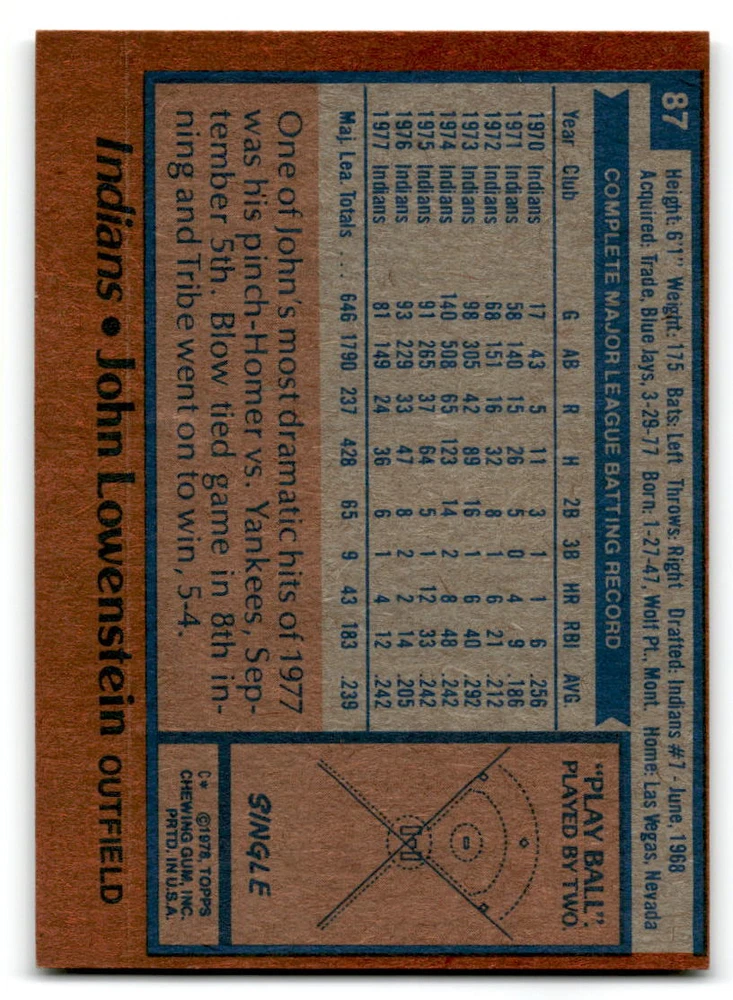 87
Height: 6'1" Weight: 175 Bats: Left Throws: Right Drafted: Indians #7 - June, 1968
Acquired: Trade, Blue Jays, 3-29-77 Born: 1-27-47, Wolf Pt., Mont. Home: Las Vegas, Nevada
COMPLETE MAJOR LEAGUE BATTING RECORD
Year Club G AB R H 2B 3B HR RBI AVG.
1970 Indians 17 43 5 11 3 1 1 6 .256
1971 Indians 58 140 15 26 5 0 4 9 .186
1972 Indians 68 151 16 32 8 1 6 21 .212
1973 Indians 98 305 42 89 16 1 6 40 .292
1974 Indians 140 508 65 123 14 2 8 48 .242
1975 Indians 91 265 37 64 5 1 12 33 .242
1976 Indians 93 229 33 47 8 2 2 14 .205
1977 Indians 81 149 24 36 6 1 4 12 .242
Maj. Lea. Totals ... 646 1790 237 428 65 9 43 183 .239
One of John's most dramatic hits of 1977
was his pinch-Homer vs. Yankees, Sep-
tember 5th. Blow tied game in 8th in-
ning and Tribe went on to win, 5-4.
"PLAY BALL".
PLAYED BY TWO.
SINGLE
C* ©1978, TOPPS
CHEWING GUM, INC.
PRTD. IN U.S.A.
Indians • John Lowenstein OUTFIELD